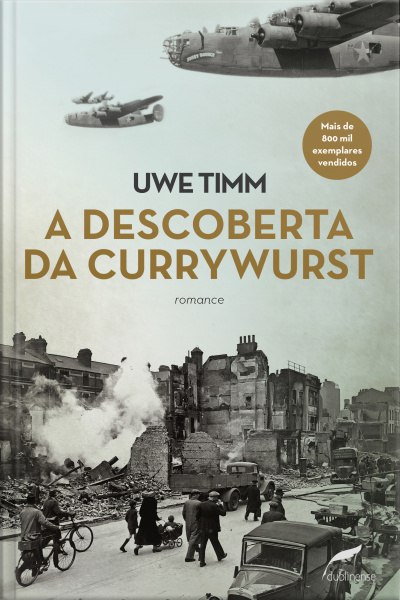 Mais de
800 mil
exemplares
vendidos
UWE TIMM
A DESCOBERTA
DA CURRYWURST
romance
dublinense